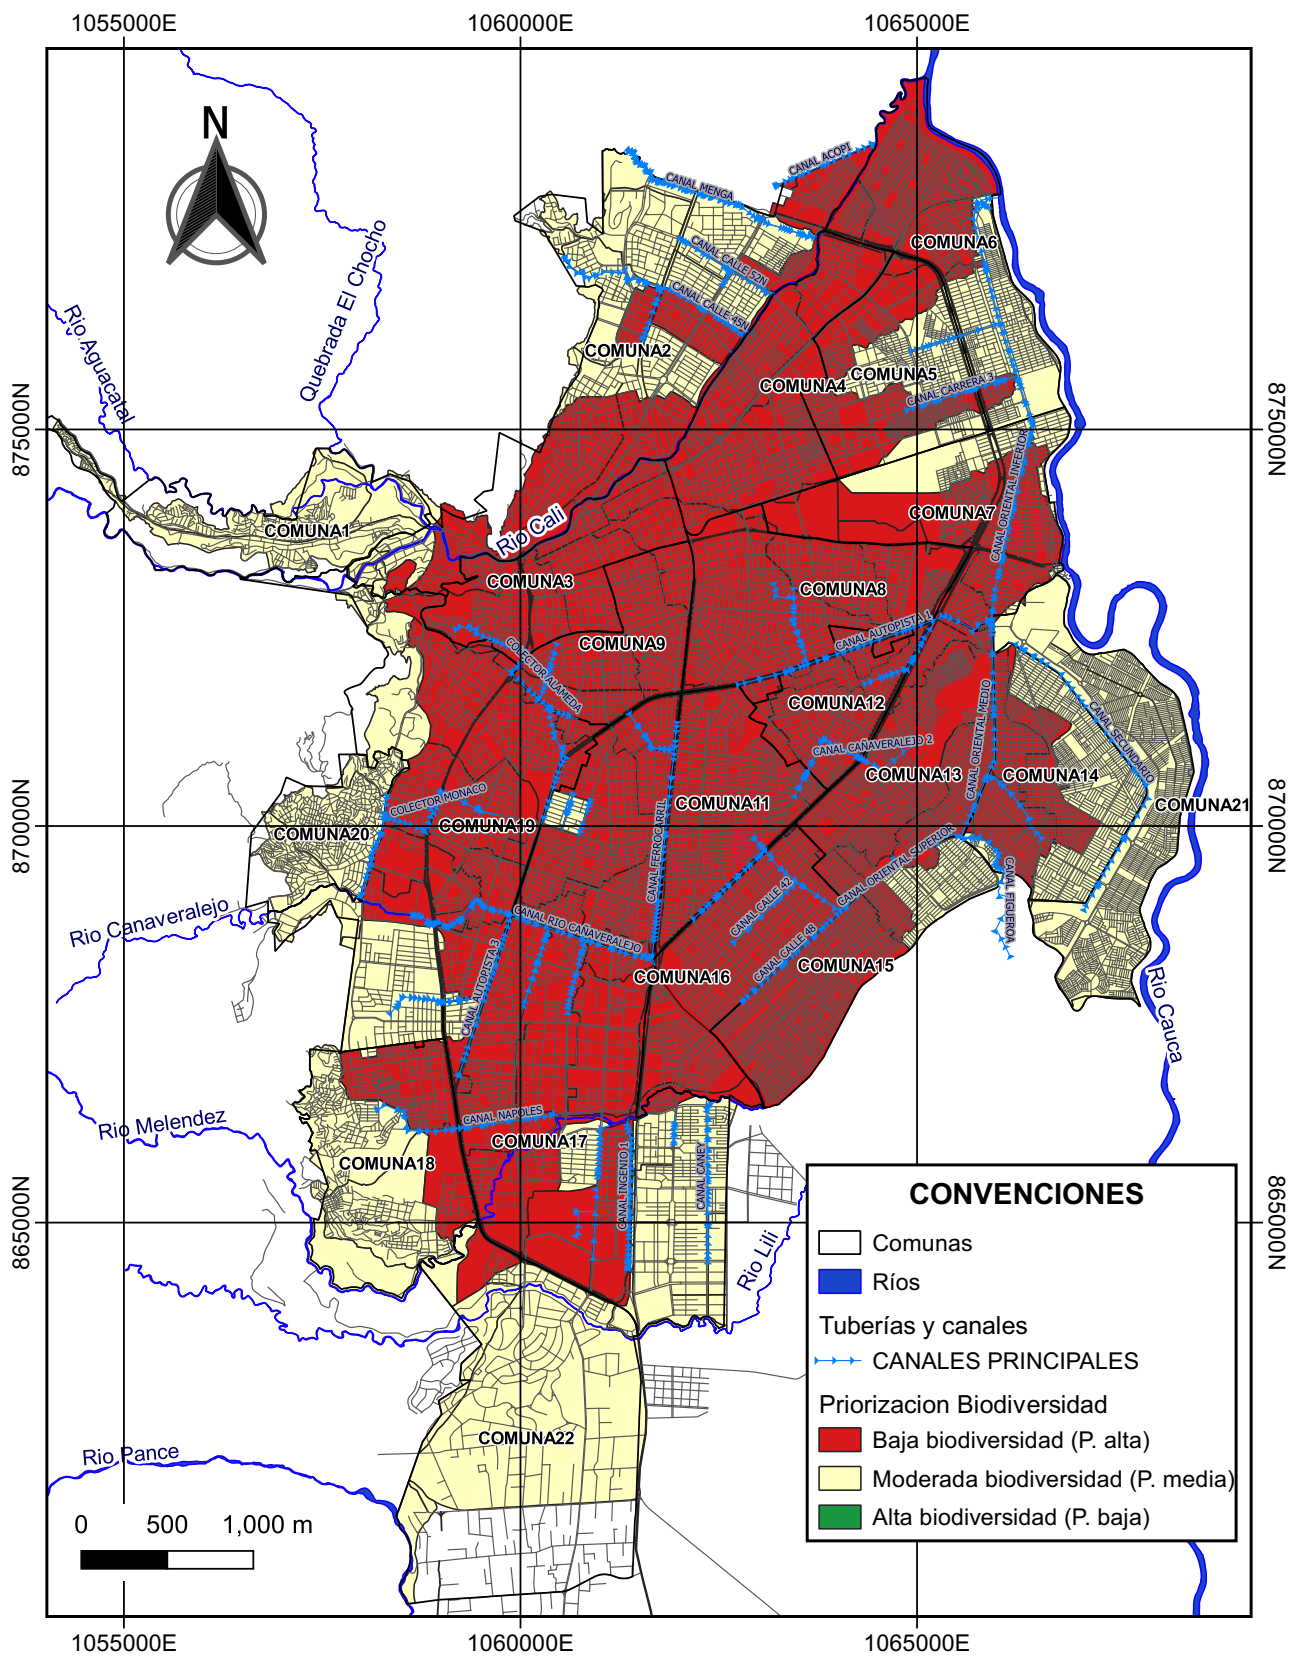 1055000E
1060000E
1065000E
N
CANAL ACOPI
CANAL MENGA
Quebrada El Chocho
COMUNA6
CANAL CALLE 52N
CANAL CALLE 45N
Rio Aguacatal
COMUNA2
COMUNA4
COMUNA5
CANAL CARRERA 3
875000N
875000N
CANAL ORIENTAL INFERIOR
COMUNA7
Rio Cali
COMUNA1
COMUNA3
COMUNA8
CANAL AUTOPISTA 1
COMUNA9
COLECTOR ALAMEDA
COMUNA12
CANAL ORIENTAL MEDIO
CANAL SECUNDARIO
CANAL CAÑAVERALEJO 2
COMUNA13
COMUNA14
COLECTOR MONACO
COMUNA11
COMUNA21
870000N
COMUNA20
COMUNA19
CANAL FERROCARRIL
CANAL ORIENTAL SUPERIOR
870000N
CANAL CALLE 42
CANAL FIGUEROA
Rio Canaveralejo
CANAL RIO CAÑAVERALEJO
CANAL CALLE 48
CANAL AUTOPISTA 3
COMUNA16
COMUNA15
Rio Cauca
Rio Melendez
CANAL NAPOLES
COMUNA17
COMUNA18
CANAL INGENIO 1
CANAL CANEY
865000N
865000N
Rio Lili
CONVENCIONES
Comunas
Ríos
Tuberías y canales
CANALES PRINCIPALES
Priorizacion Biodiversidad
Baja biodiversidad (P. alta)
Moderada biodiversidad (P. media)
Alta biodiversidad (P. baja)
COMUNA22
Rio Pance
0 500 1,000 m
1055000E
1060000E
1065000E